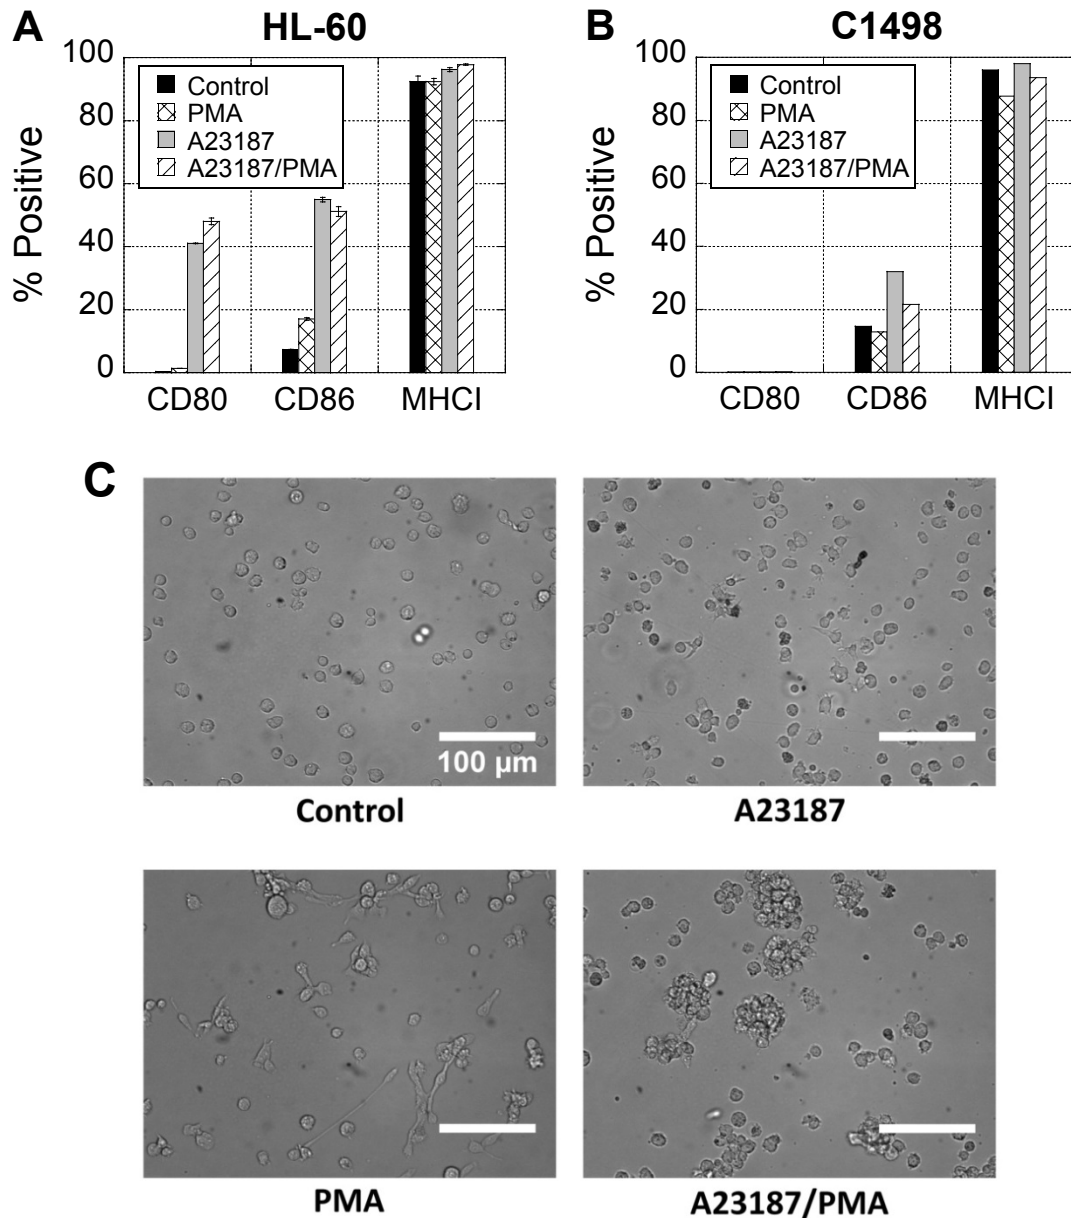 A
HL-60
% Positive
100
80
60
40
20
0
Control
PMA
A23187
A23187/PMA
CD80
CD86
MHCI
B
C1498
% Positive
100
80
60
40
20
0
Control
PMA
A23187
A23187/PMA
CD80
CD86
MHCI
C
100 µm
Control
A23187
PMA
A23187/PMA